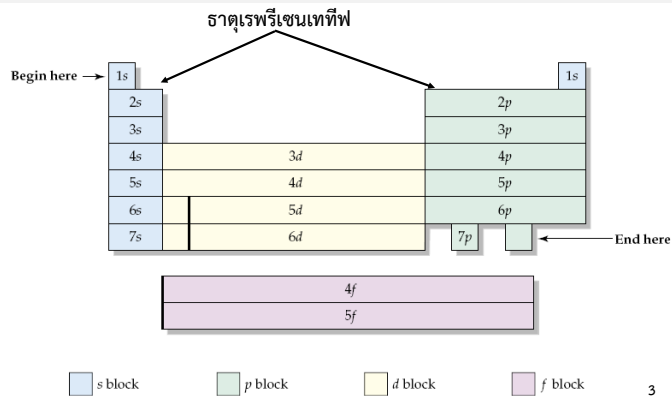 ธาตุเรพรีเซนเททีฟ
Begin here
1s
1s
2s
2p
3s
3p
4s
3d
4p
5s
4d
5p
6s
5d
6p
7s
6d
7p
End here
4f
5f
s block
p block
d block
f block
3